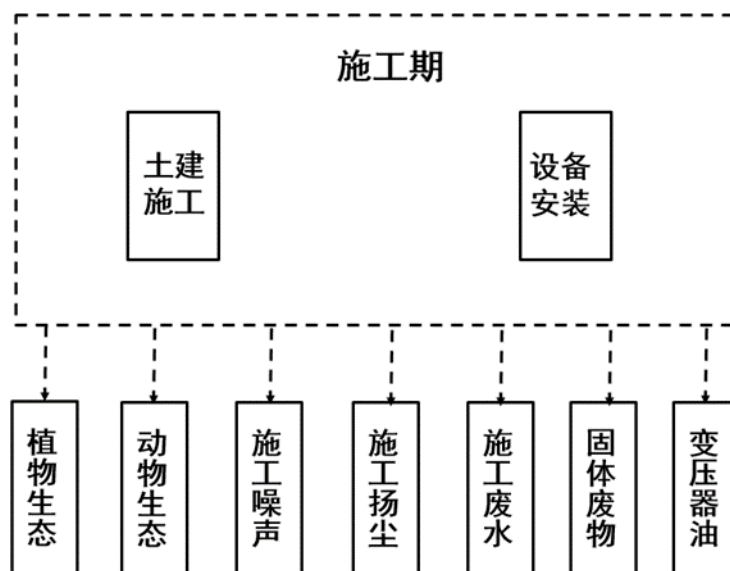 施工期
土建
施工
设备
安装
植物生态
动物生态
施工噪声
施工扬尘
施工废水
固体废物
变压器油